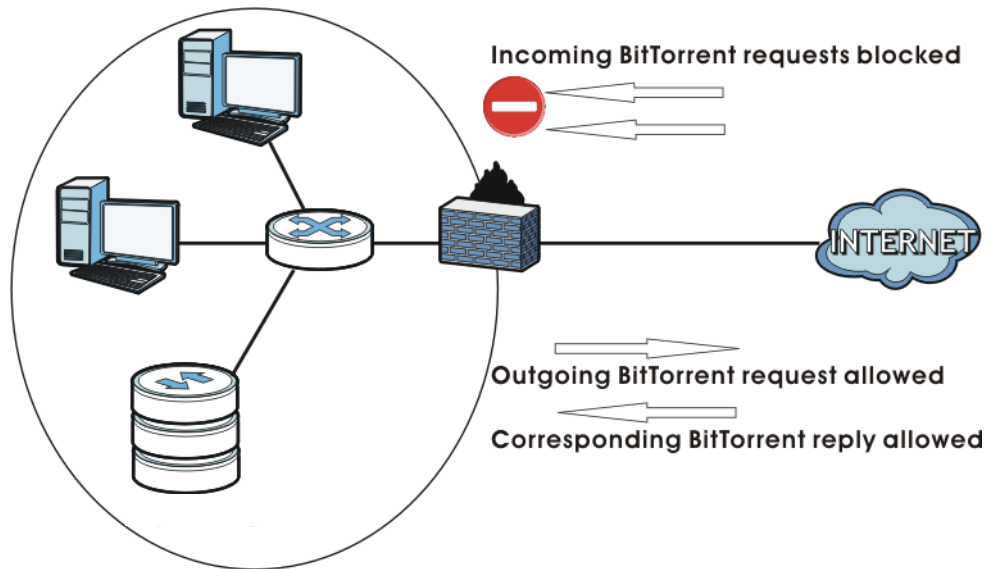 Incoming BitTorrent requests blocked
INTERNET
Outgoing BitTorrent request allowed
Corresponding BitTorrent reply allowed